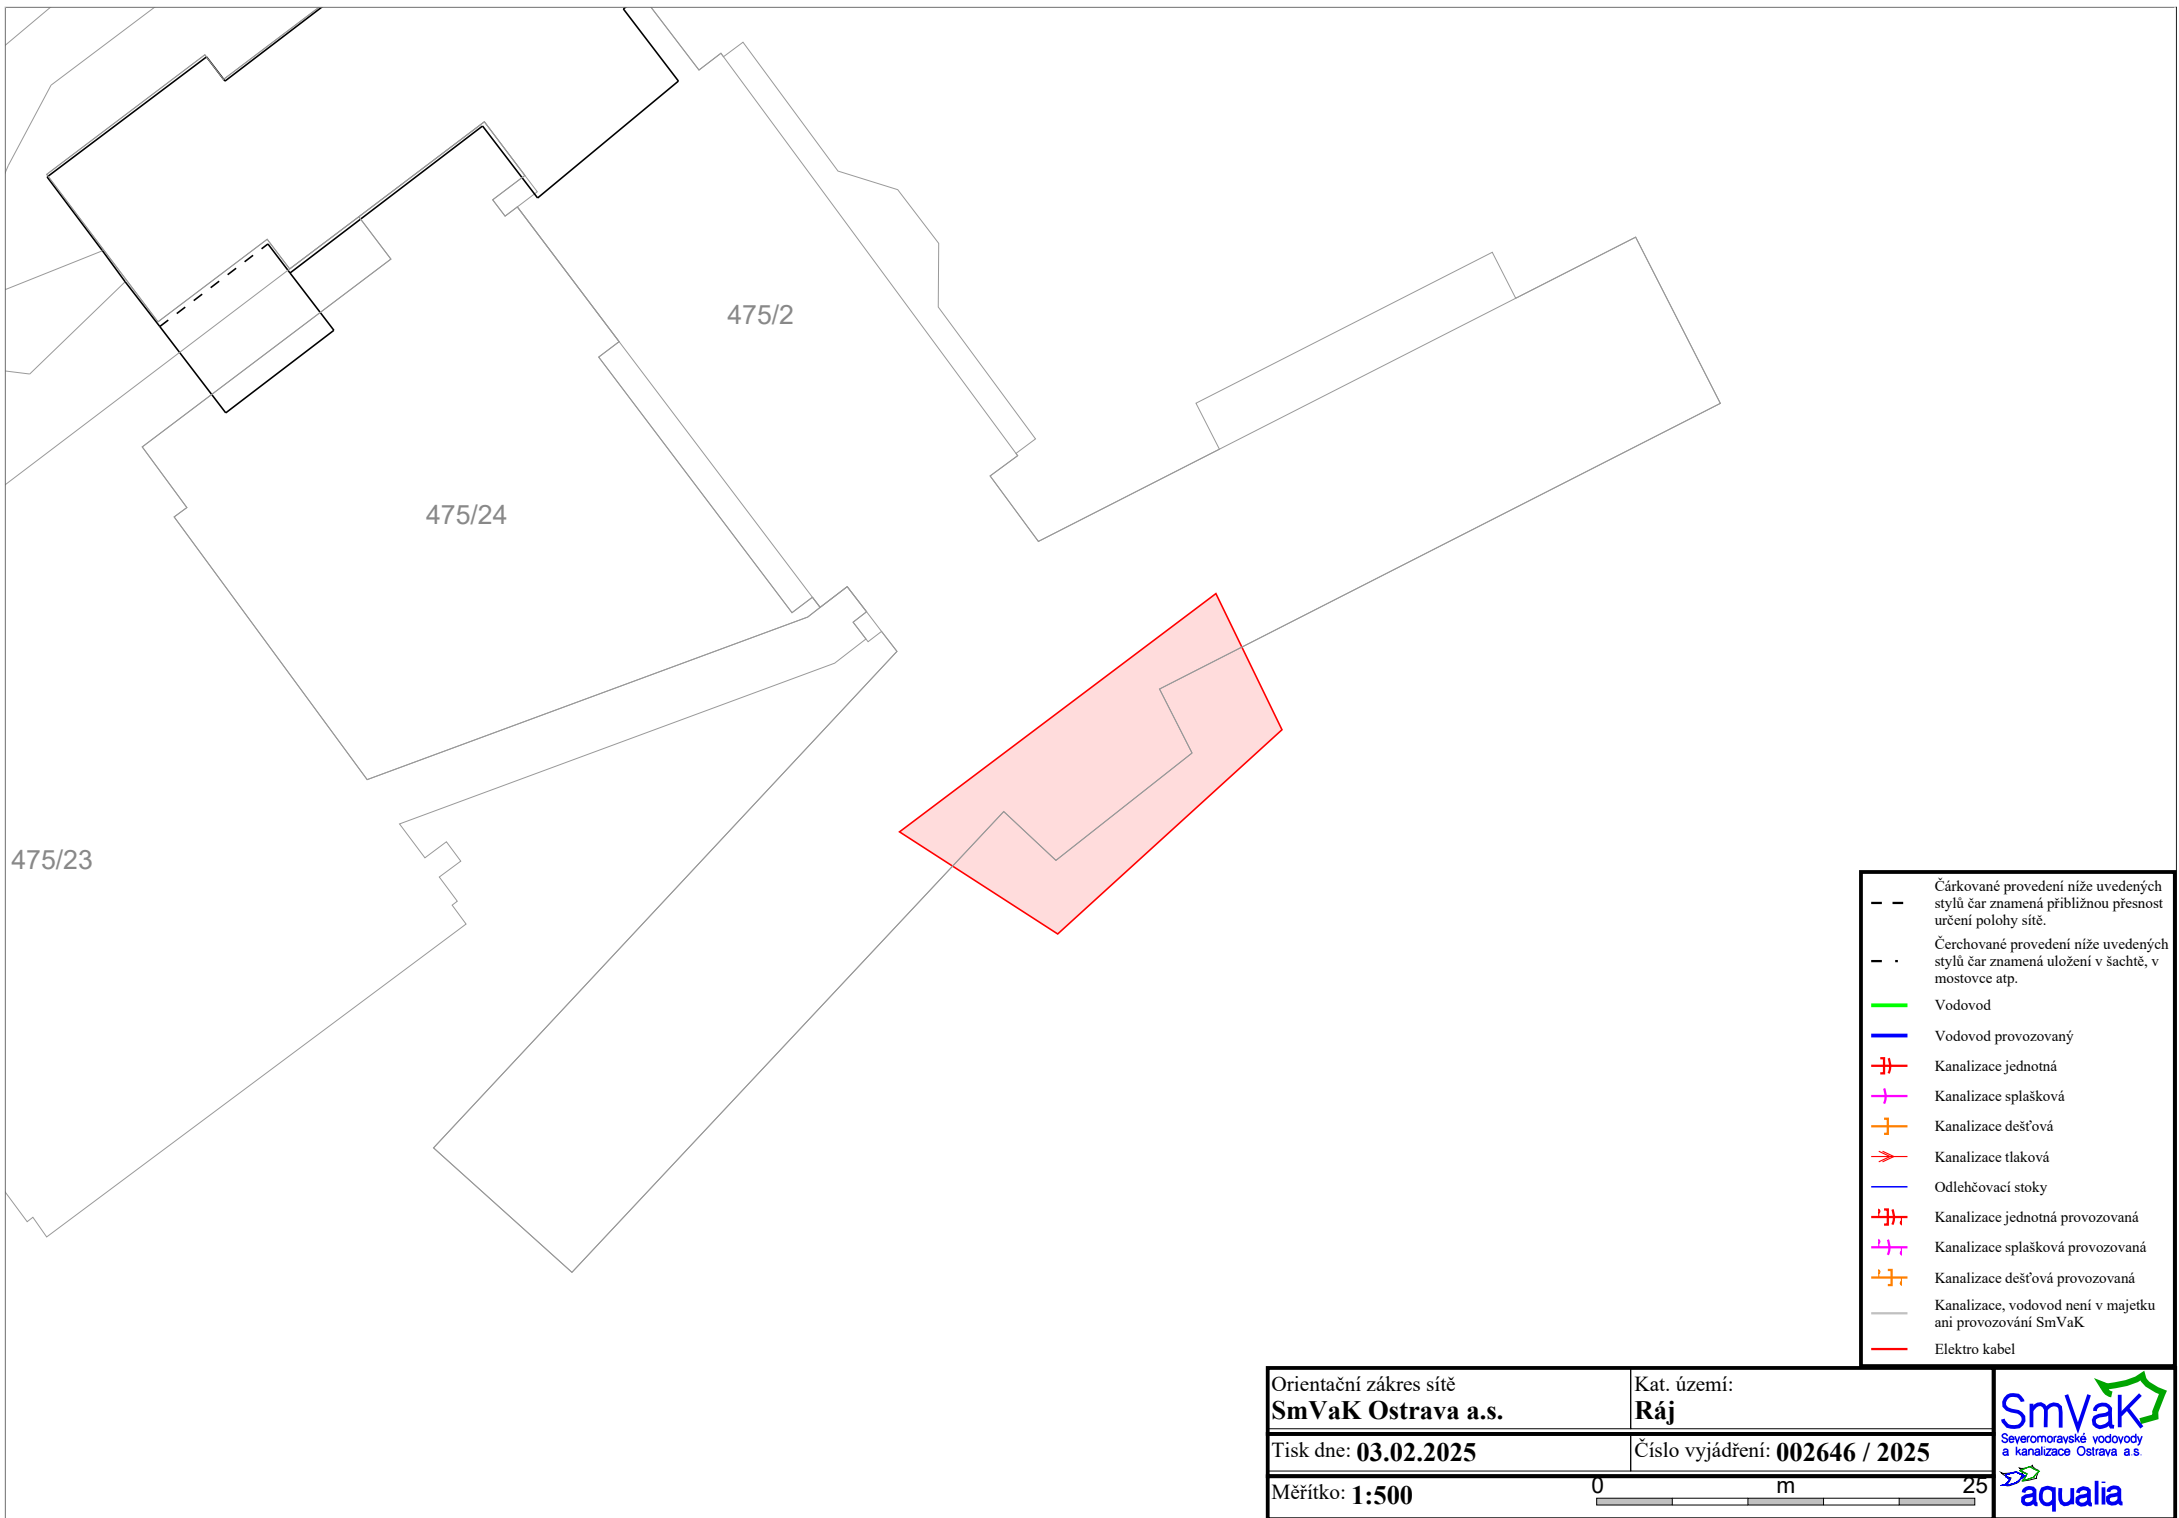 475/2
475/24
475/23
Čárkované provedení níže uvedených
stylů čar znamená přibližnou přesnost
určení polohy sítě.
Čerchované provedení níže uvedených
stylů čar znamená uložení v šachtě, v
mostovce atp.
Vodovod
Vodovod provozovaný
Kanalizace jednotná
Kanalizace splašková
Kanalizace dešťová
Kanalizace tlaková
Odlehčovací stoky
Kanalizace jednotná provozovaná
Kanalizace splašková provozovaná
Kanalizace dešťová provozovaná
Kanalizace, vodovod není v majetku
ani provozování SmVaK
Elektro kabel
Orientační zákres sítě
SmVaK Ostrava a.s.
Kat. území:
Ráj
Tisk dne: 03.02.2025
Číslo vyjádření: 002646 / 2025
Měřítko: 1:500
0 m 25
SmVaK
Severomoravské vodovody
a kanalizace Ostrava a.s.
aqualia